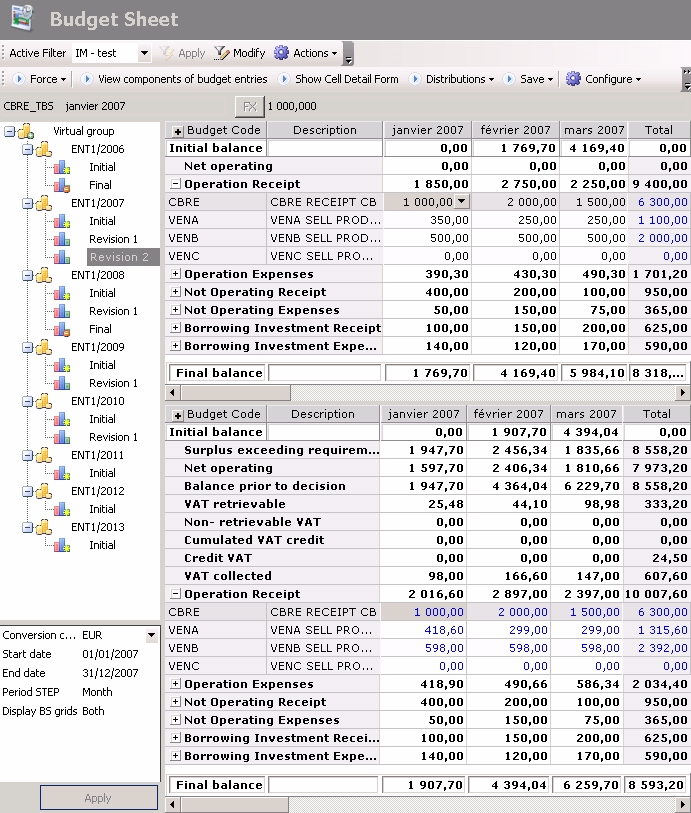 Budget Sheet
Active Filter IM - test Apply Modify Actions
Force View components of budget entries Show Cell Detail Form Distributions Save Configure
CBRE_TBS janvier 2007 FX 1 000,000
Virtual group
ENT1/2006
Initial
Final
ENT1/2007
Initial
Revision 1
Revision 2
ENT1/2008
Initial
Revision 1
Final
ENT1/2009
Initial
Revision 1
ENT1/2010
Initial
Revision 1
ENT1/2011
Initial
ENT1/2012
Initial
ENT1/2013
Initial
Conversion c... EUR
Start date 01/01/2007
End date 31/12/2007
Period STEP Month
Display BS grids Both
Apply
Budget Code Description janvier 2007 février 2007 mars 2007 Total
Initial balance 0,00 1 769,70 4 169,40 0,00
Net operating 0,00 0,00 0,00 0,00
Operation Receipt 1 850,00 2 750,00 2 250,00 9 400,00
CBRE CBRE RECEIPT CB 1 000,00 2 000,00 1 500,00 6 300,00
VENA VENA SELL PROD... 350,00 250,00 250,00 1 100,00
VENB VENB SELL PROD... 500,00 500,00 500,00 2 000,00
VENC VENC SELL PRO... 0,00 0,00 0,00 0,00
Operation Expenses 390,30 430,30 490,30 1 701,20
Not Operating Receipt 400,00 200,00 100,00 950,00
Not Operating Expenses 50,00 150,00 75,00 365,00
Borrowing Investment Receipt 100,00 150,00 200,00 625,00
Borrowing Investment Expe... 140,00 120,00 170,00 590,00
Final balance 1 769,70 4 169,40 5 984,10 8 318,...
Budget Code Description janvier 2007 février 2007 mars 2007 Total
Initial balance 0,00 1 907,70 4 394,04 0,00
Surplus exceeding requirem... 1 947,70 2 456,34 1 835,66 8 558,20
Net operating 1 597,70 2 406,34 1 810,66 7 973,20
Balance prior to decision 1 947,70 4 364,04 6 229,70 8 558,20
VAT retrievable 25,48 44,10 98,98 333,20
Non- retrievable VAT 0,00 0,00 0,00 0,00
Cumulated VAT credit 0,00 0,00 0,00 0,00
Credit VAT 0,00 0,00 0,00 24,50
VAT collected 98,00 166,60 147,00 607,60
Operation Receipt 2 016,60 2 897,00 2 397,00 10 007,60
CBRE CBRE RECEIPT CB 1 000,00 2 000,00 1 500,00 6 300,00
VENA VENA SELL PRO... 418,60 299,00 299,00 1 315,60
VENB VENB SELL PRO... 598,00 598,00 598,00 2 392,00
VENC VENC SELL PRO... 0,00 0,00 0,00 0,00
Operation Expenses 418,90 490,66 586,34 2 034,40
Not Operating Receipt 400,00 200,00 100,00 950,00
Not Operating Expenses 50,00 150,00 75,00 365,00
Borrowing Investment Recei... 100,00 150,00 200,00 625,00
Borrowing Investment Expe... 140,00 120,00 170,00 590,00
Final balance 1 907,70 4 394,04 6 259,70 8 593,20